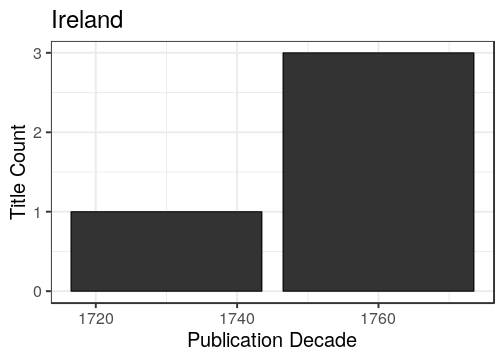 Ireland
3
2
1
0
Title Count
1720 1740 1760
Publication Decade